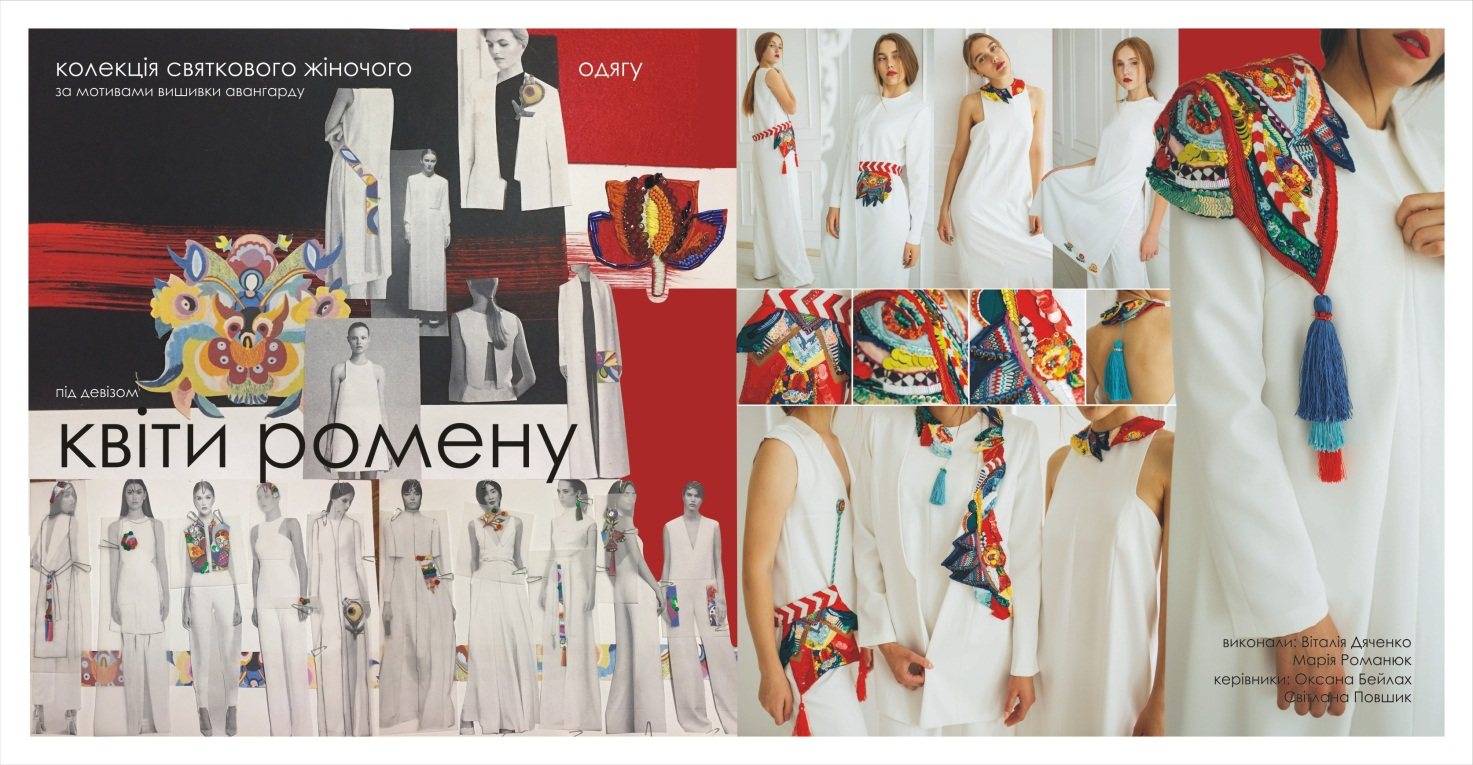 колекція святкового жіночого одягу
за мотивами вишивки авангарду
під девізом
квіти ромену
виконали: Віталія Дяченко
Марія Романюк
керівники: Оксана Бейлах
Світлана Повшик